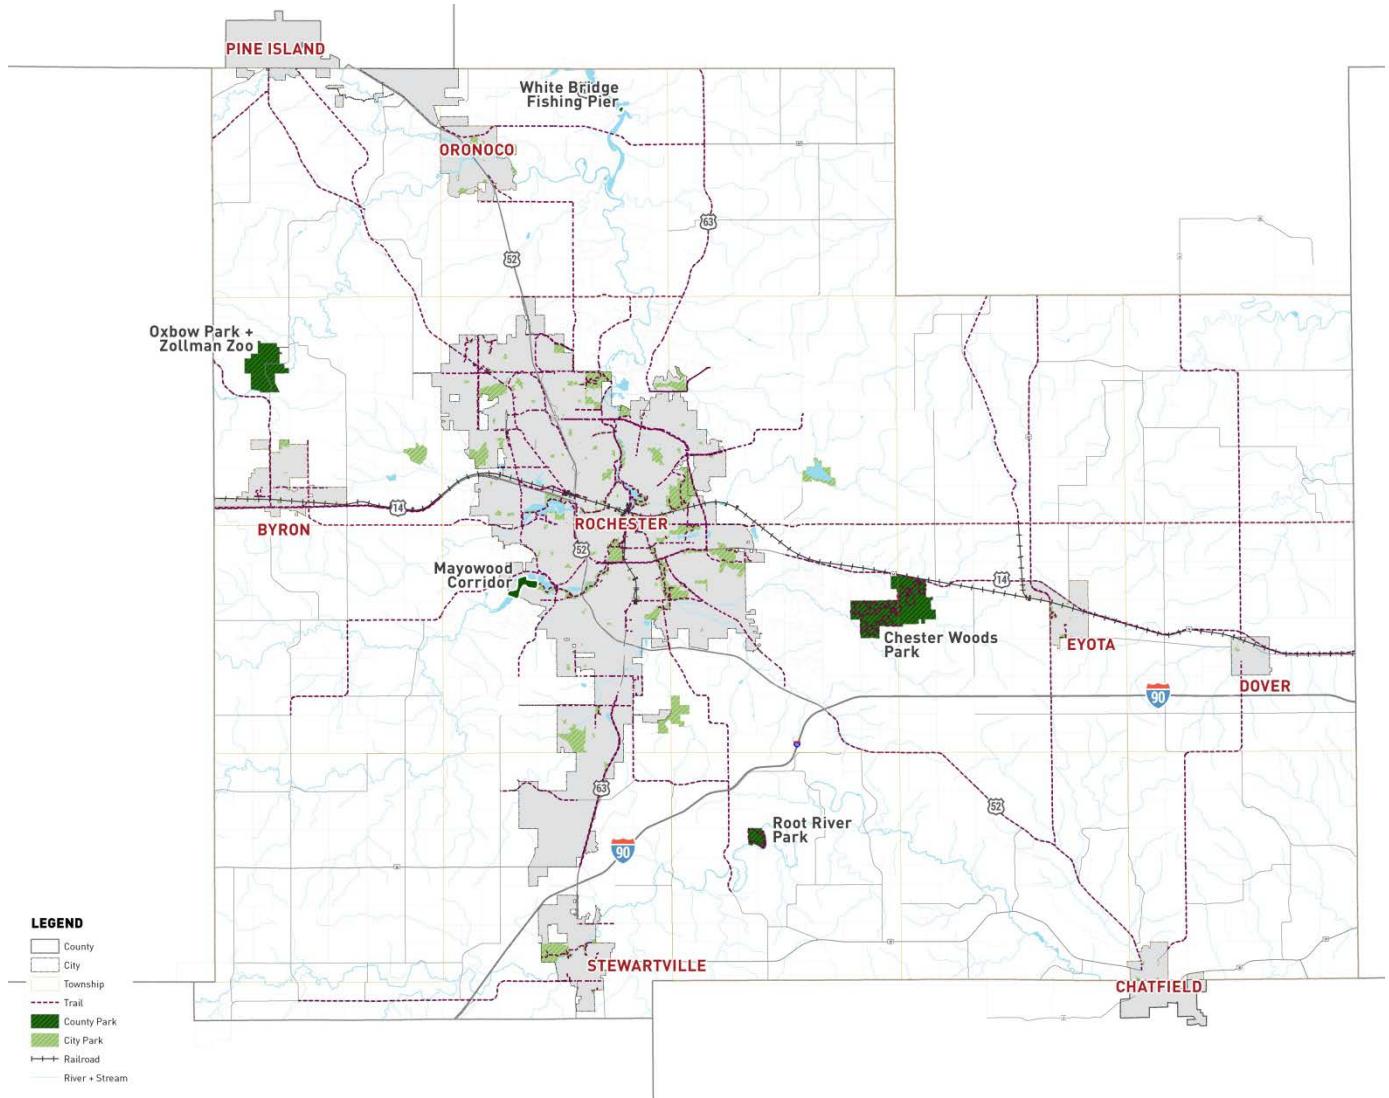 PINE ISLAND
White Bridge
Fishing Pier
ORONOCO
63
52
Oxbow Park +
Zollman Zoo
14
BYRON
ROCHESTER
52
Mayowood
Corridor
14
Chester Woods
Park
EYOTA
DOVER
90
63
52
Root River
Park
90
STEWARTVILLE
CHATFIELD
LEGEND
County
City
Township
Trail
County Park
City Park
Railroad
River + Stream